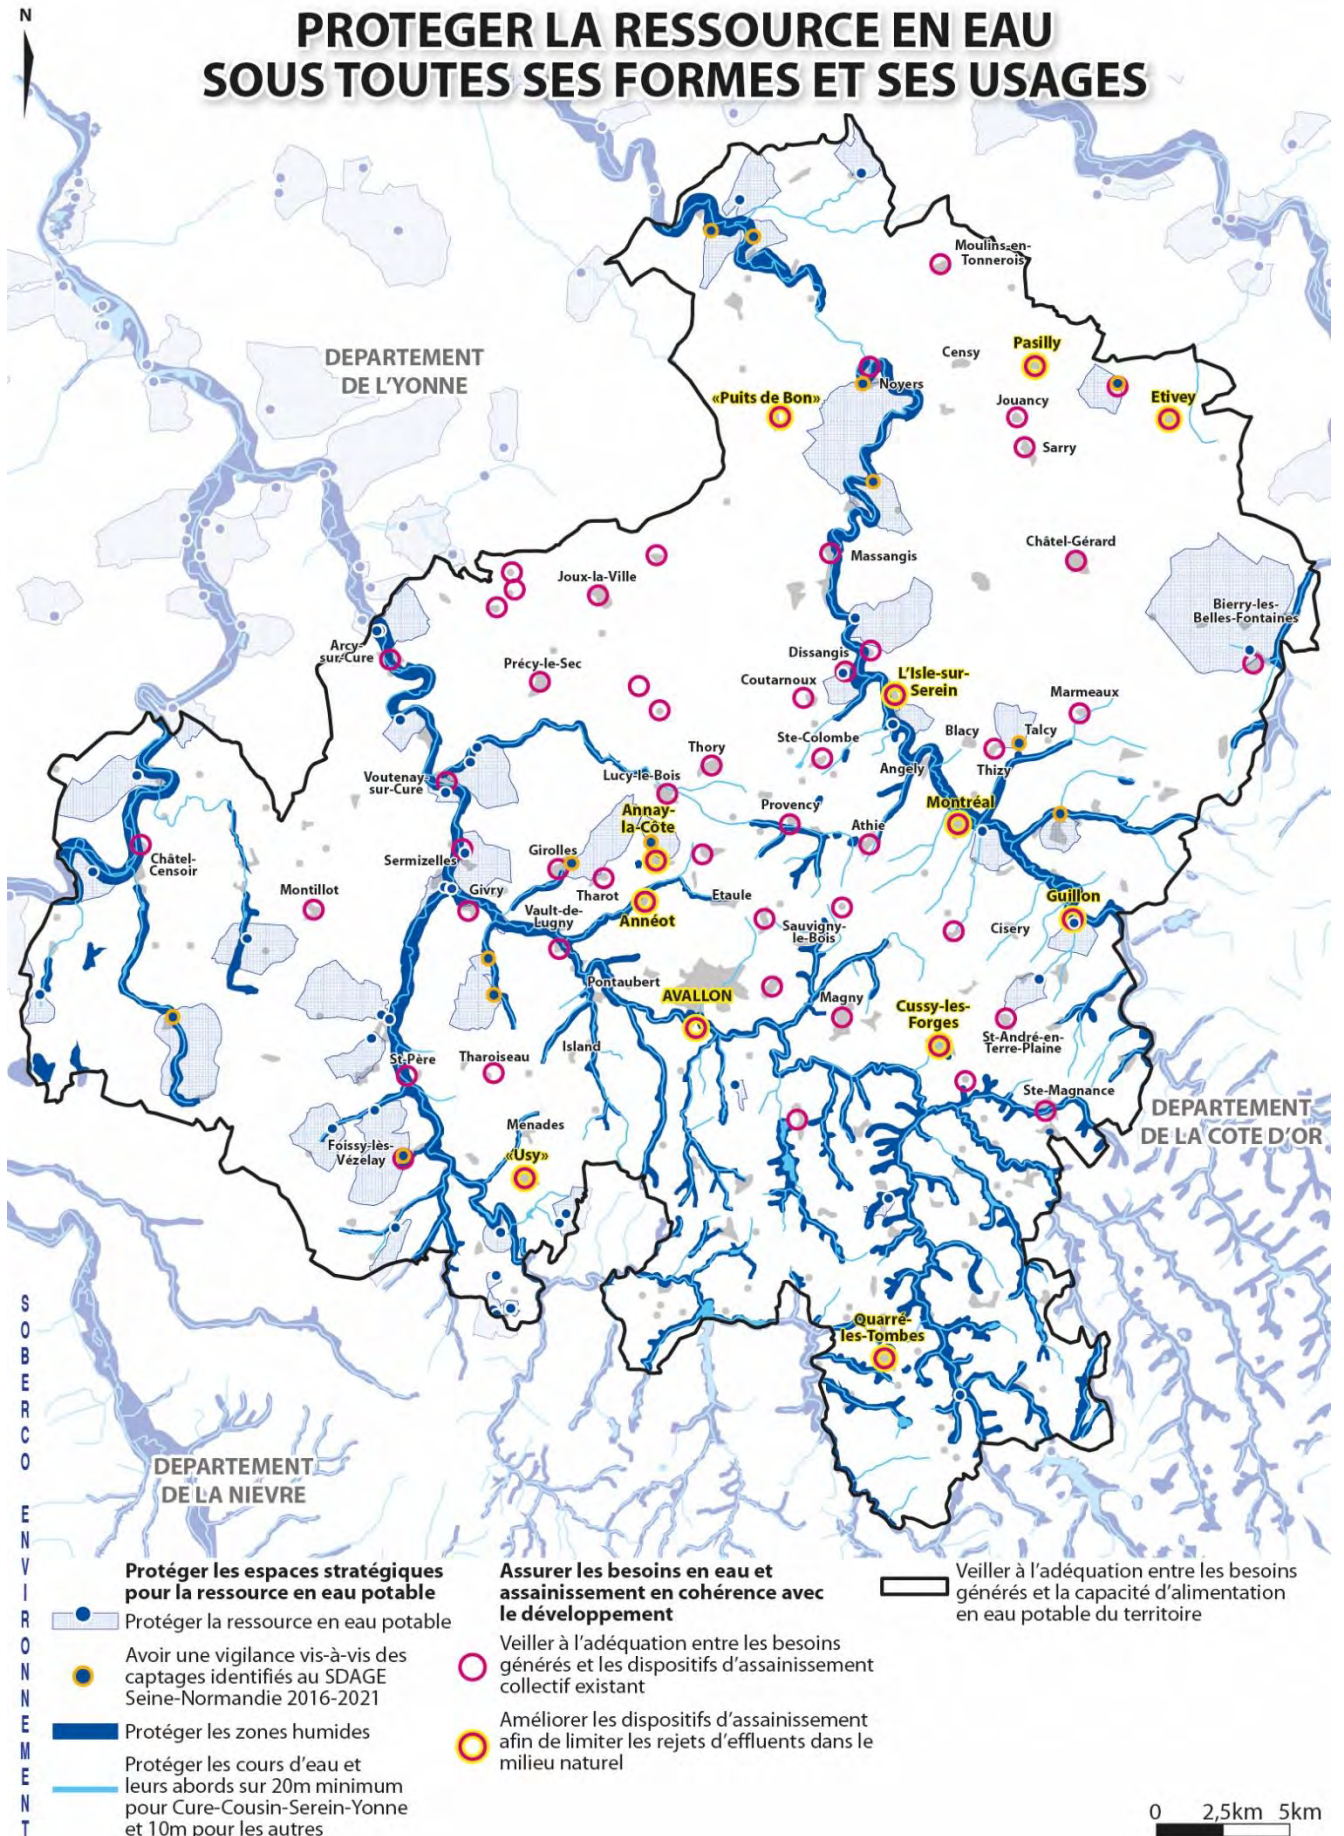 N
PROTEGER LA RESSOURCE EN EAU
SOUS TOUTES SES FORMES ET SES USAGES
Moulins-en-
Tonnerois
DEPARTEMENT
DE L'YONNE
Censy
Pasilly
Noyers
«Puits de Bon»
Jouancy
Etivey
Sarry
Massangis
Châtel-Gérard
Joux-la-Ville
Bierry-les-
Belles-Fontaines
Arcy-
sur-Cure
Dissangis
Précy-le-Sec
L'Isle-sur-
Serein
Coutarnoux
Marmeaux
Ste-Colombe
Blacy
Talcy
Thory
Angely
Thizy
Voutenay-
sur-Cure
Lucy-le-Bois
Annay-
la-Côte
Provency
Montréal
Athie
Châtel-
Censoir
Sermizelles
Girolles
Montillot
Givry
Tharot
Etaule
Guillon
Vault-de-
Lugny
Annéot
Sauvigny-
le-Bois
Cisery
Pontaubert
AVALLON
Magny
Cussy-les-
Forges
St-André-en-
Terre-Plaine
St-Père
Tharoiseau
Island
Ste-Magnance
DEPARTEMENT
DE LA COTE D'OR
Menades
Foissy-lès-
Vézelay
«Usy»
Quarré-
les-Tombes
DEPARTEMENT
DE LA NIEVRE
SOBERCO ENVIRONNEMENT
Protéger les espaces stratégiques
pour la ressource en eau potable
Protéger la ressource en eau potable
Avoir une vigilance vis-à-vis des
captages identifiés au SDAGE
Seine-Normandie 2016-2021
Protéger les zones humides
Protéger les cours d'eau et
leurs abords sur 20m minimum
pour Cure-Cousin-Serein-Yonne
et 10m pour les autres
Assurer les besoins en eau et
assainissement en cohérence avec
le développement
Veiller à l'adéquation entre les besoins
générés et les dispositifs d'assainissement
collectif existant
Améliorer les dispositifs d'assainissement
afin de limiter les rejets d'effluents dans le
milieu naturel
Veiller à l'adéquation entre les besoins
générés et la capacité d'alimentation
en eau potable du territoire
0 2,5km 5km